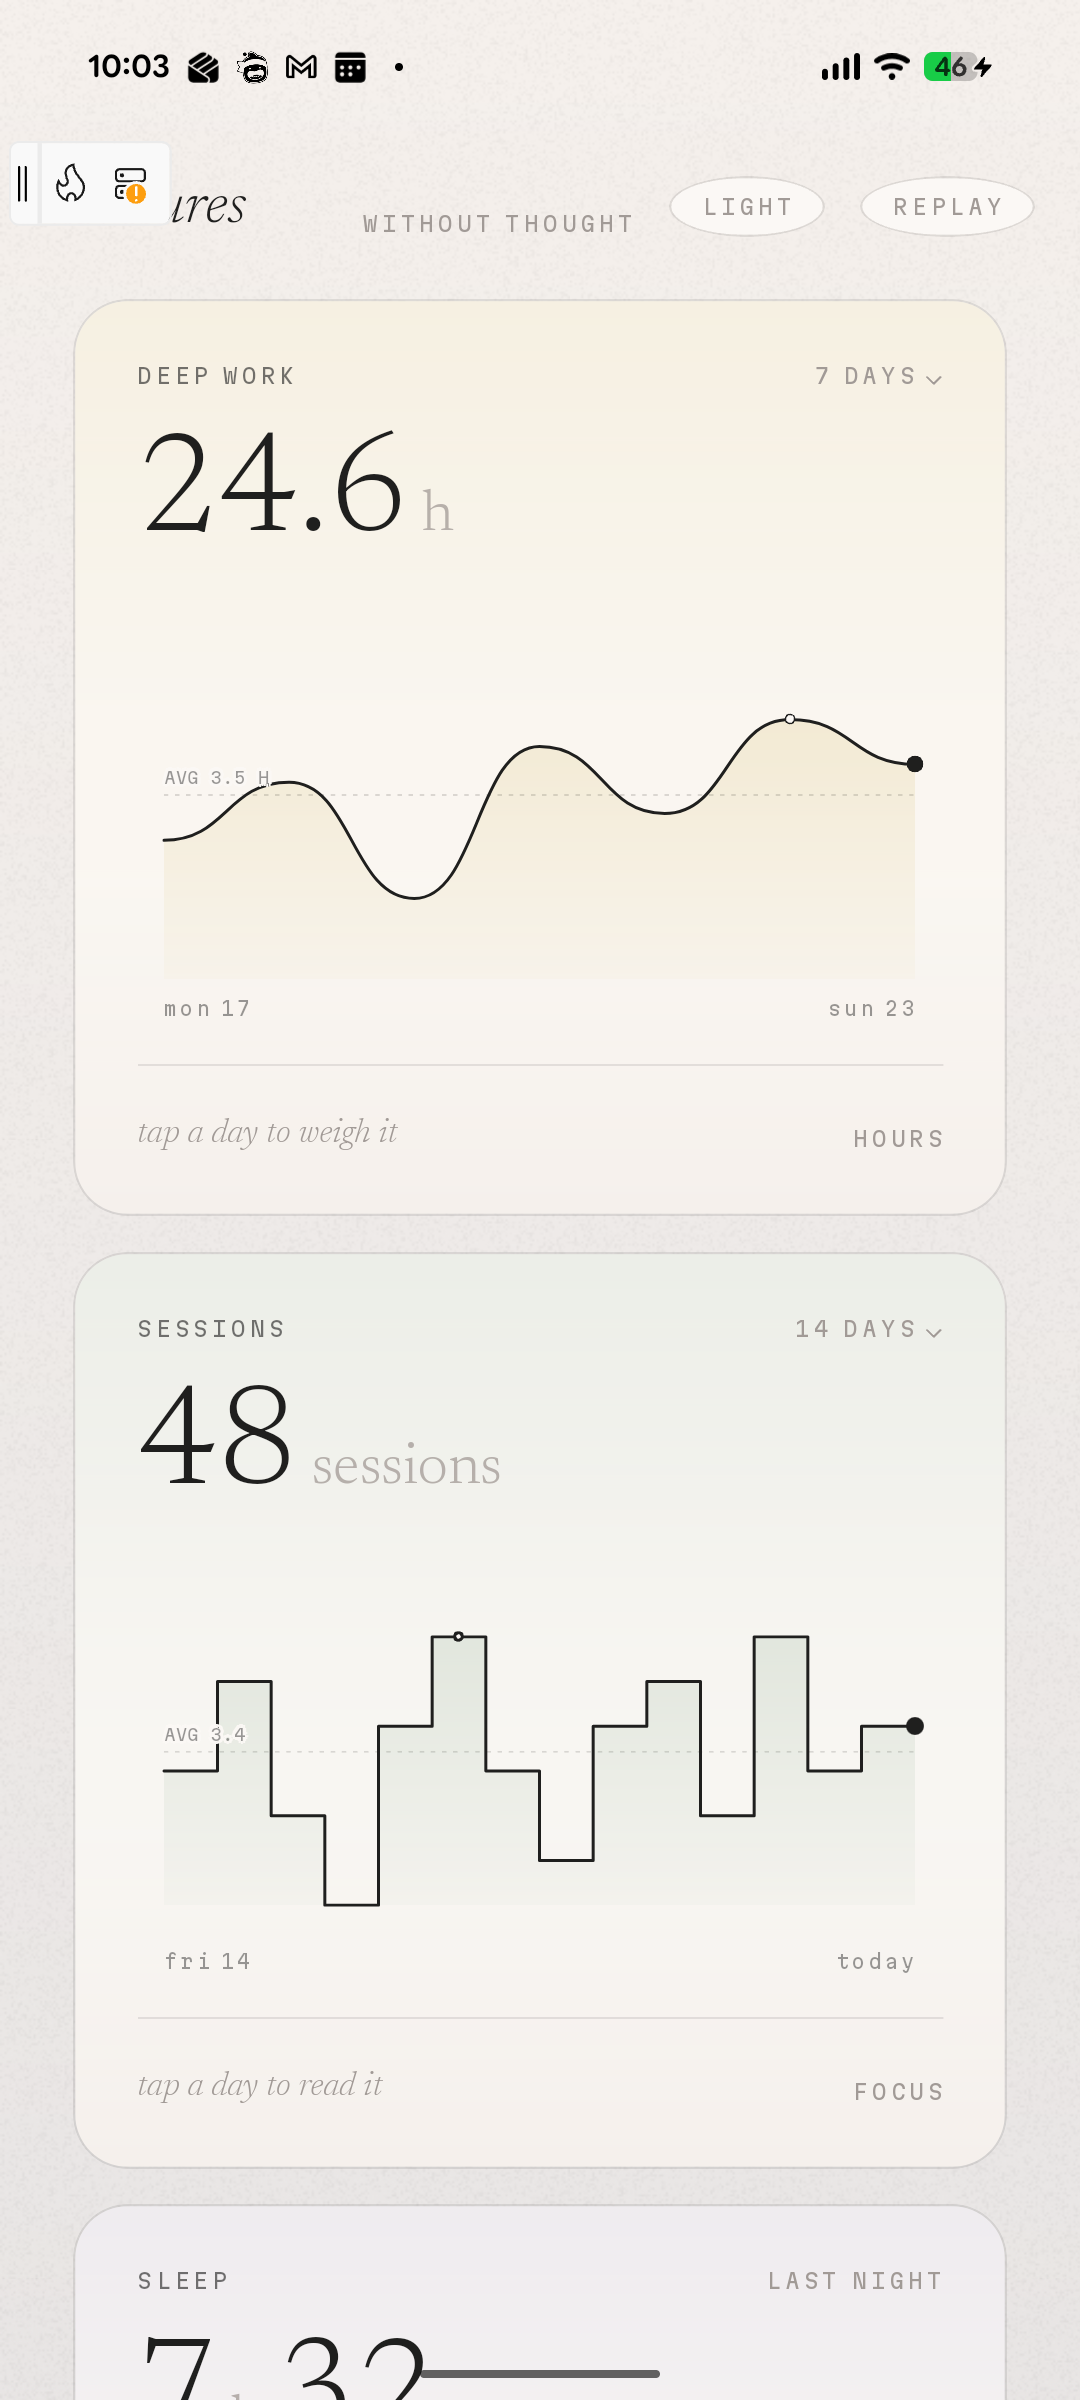 10:03
46
ures
WITHOUT THOUGHT
LIGHT
REPLAY
DEEP WORK
7 DAYS
24.6 h
AVG 3.5 H
mon 17
sun 23
tap a day to weigh it
HOURS
SESSIONS
14 DAYS
48 sessions
AVG 3.4
fri 14
today
tap a day to read it
FOCUS
SLEEP
LAST NIGHT
7 h 32